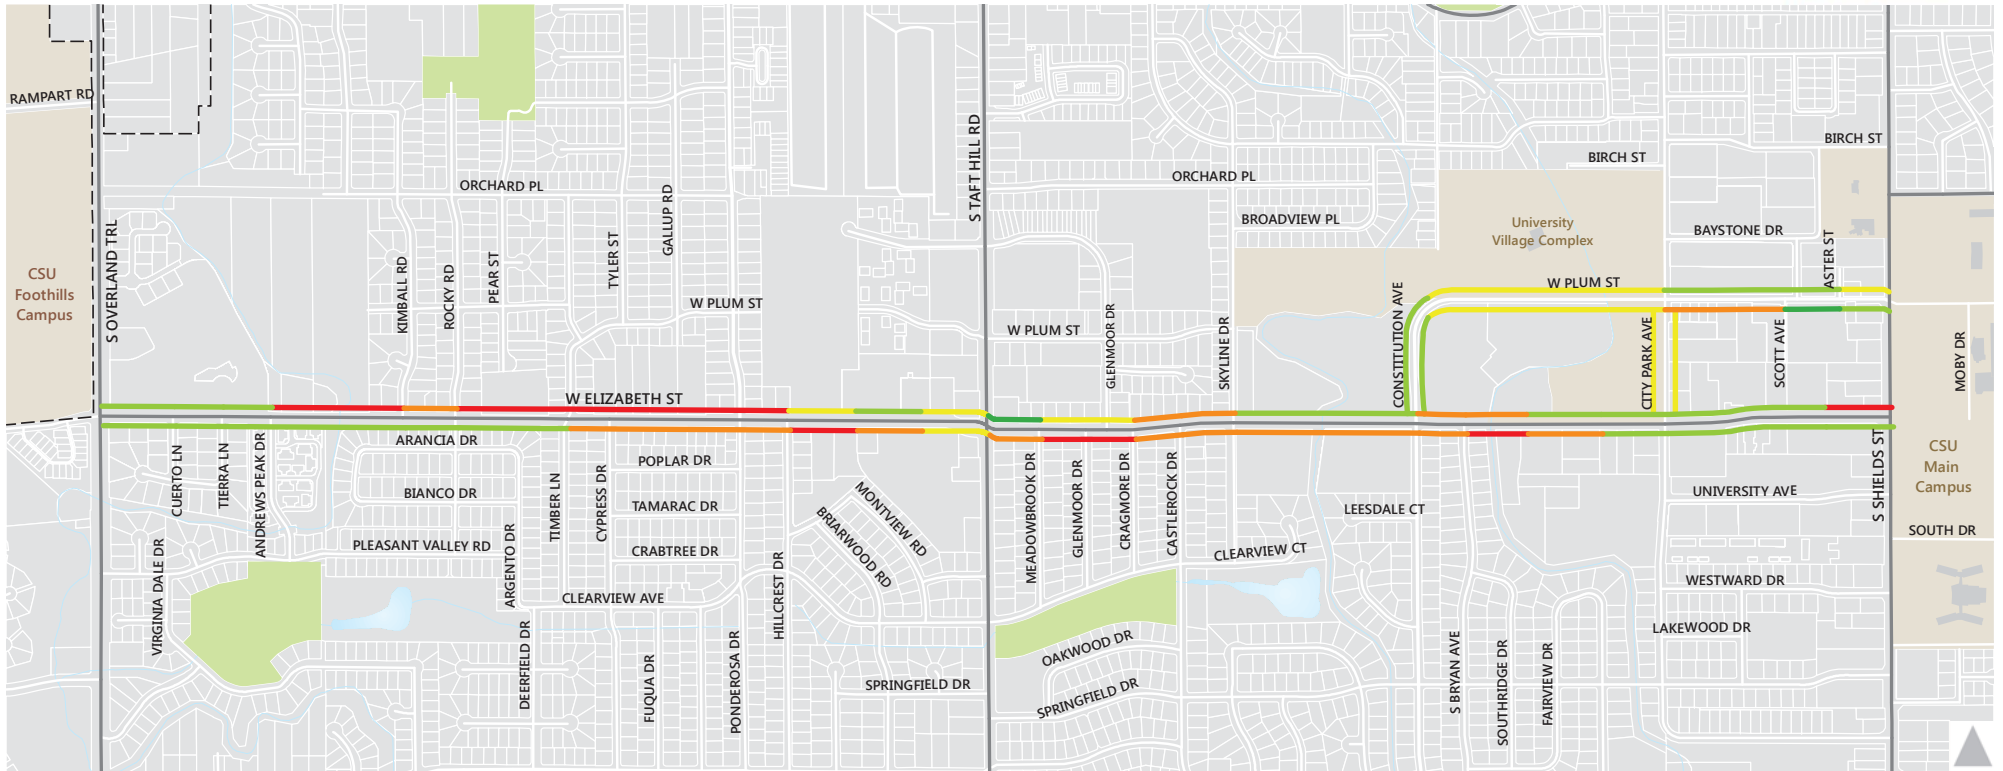 RAMPART RD
CSU
Foothills
Campus
S OVERLAND TRL
ORCHARD PL
KIMBALL RD
ROCKY RD
PEAR ST
TYLER ST
GALLUP RD
W PLUM ST
W ELIZABETH ST
S TAFT HILL RD
ORCHARD PL
BROADVIEW PL
W PLUM ST
GLENMOOR DR
SKYLINE DR
BIRCH ST
BIRCH ST
University
Village Complex
BAYSTONE DR
ASTER ST
W PLUM ST
CONSTITUTION AVE
CITY PARK AVE
SCOTT AVE
MOBY DR
CUERTO LN
TIERRA LN
ANDREWS PEAK DR
ARANCIA DR
BIANCO DR
PLEASANT VALLEY RD
VIRGINIA DALE DR
ARGENTO DR
TIMBER LN
CYPRESS DR
POPLAR DR
TAMARAC DR
CRABTREE DR
CLEARVIEW AVE
DEERFIELD DR
FUQUA DR
PONDEROSA DR
HILLCREST DR
BRIARWOOD RD
MONTVIEW RD
SPRINGFIELD DR
MEADOWBROOK DR
GLENMOOR DR
CRAGMORE DR
CASTLEROCK DR
CLEARVIEW CT
OAKWOOD DR
SPRINGFIELD DR
LEESDALE CT
S BRYAN AVE
SOUTHRIDGE DR
FAIRVIEW DR
UNIVERSITY AVE
WESTWARD DR
LAKEWOOD DR
S SHIELDS ST
CSU
Main
Campus
SOUTH DR